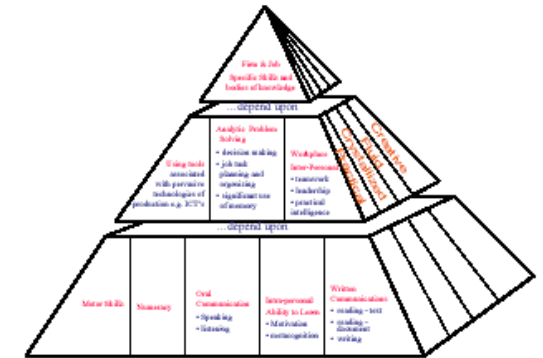 Firm & Job
Specific Skills and
bodies of knowledge
...depend upon
Analytic Problem
Solving
• decision making
• job task
planning and
organizing
• significant use
of memory
Using tools
associated
with pervasive
technologies of
production e.g. ICT's
Workplace
Inter-Personal
• teamwork
• leadership
• practical
intelligence
Creative
Fluid
Crystallized
Practical
...depend upon
Motor Skills
Numeracy
Oral
Communication
• Speaking
• listening
Interpersonal
Ability to Learn
• Motivation
• metacognition
Written
Communications
• reading - text
• reading -
document
• writing